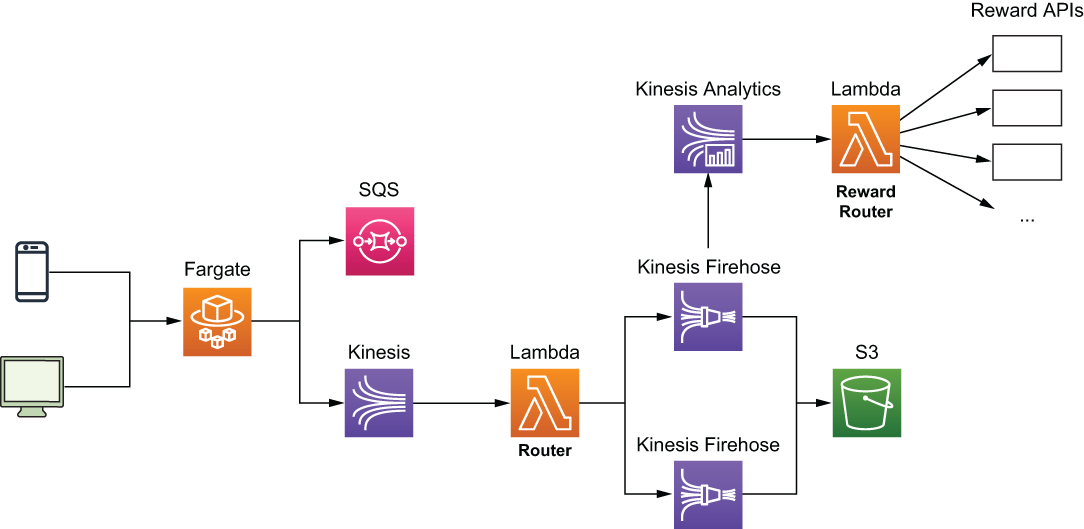 Reward APIs
Kinesis Analytics
Lambda
Reward
Router
...
SQS
Fargate
Kinesis Firehose
Kinesis
Lambda
Router
S3
Kinesis Firehose